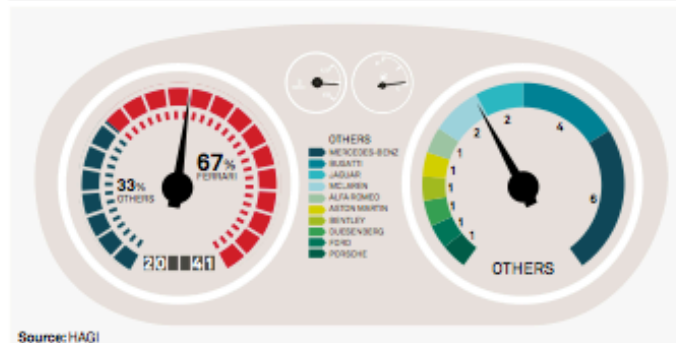 67%
FERRARI
33%
OTHERS
20 41
OTHERS
MERCEDES-BENZ
BUGATTI
JAGUAR
MCLAREN
ALFA ROMEO
ASTON MARTIN
BENTLEY
DUESENBERG
FORD
PORSCHE
2
2
4
6
1
1
1
1
1
1
OTHERS
Source: HAGI